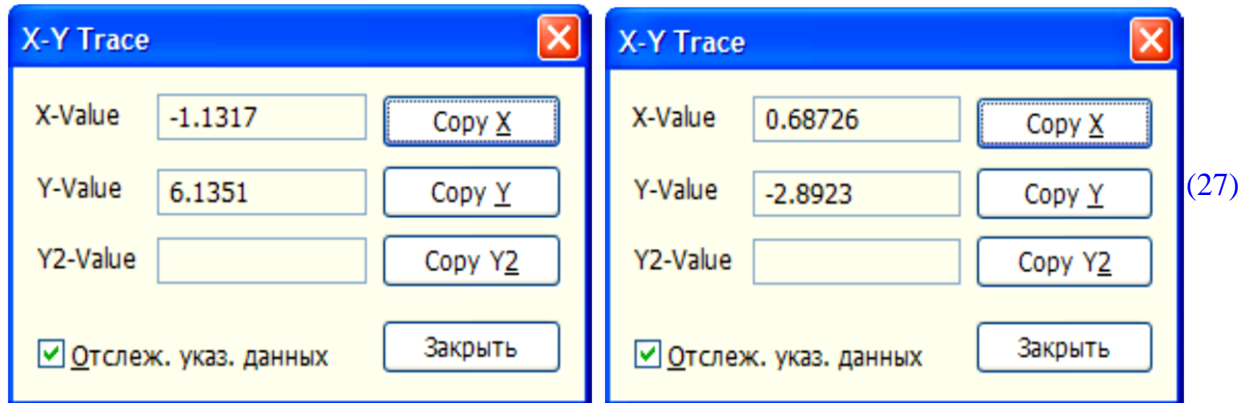 X-Y Trace
X-Value -1.1317 Copy X
Y-Value 6.1351 Copy Y
Y2-Value Copy Y2
Отслеж. указ. данных Закрыть
X-Y Trace
X-Value 0.68726 Copy X
Y-Value -2.8923 Copy Y
Y2-Value Copy Y2
Отслеж. указ. данных Закрыть
(27)